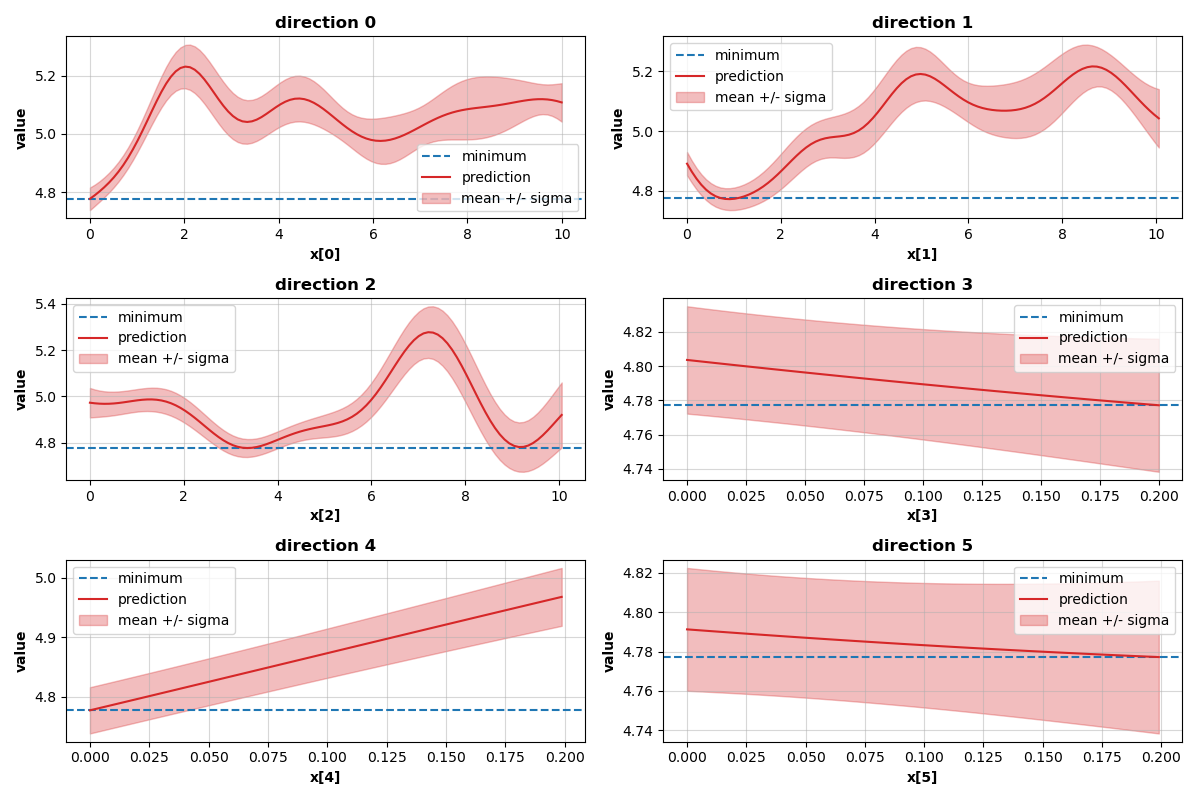 direction 0
value
5.2
5.0
4.8
minimum
prediction
mean +/- sigma
0 2 4 6 8 10
x[0]
direction 1
value
5.2
5.0
4.8
minimum
prediction
mean +/- sigma
0 2 4 6 8 10
x[1]
direction 2
value
5.4
5.2
5.0
4.8
minimum
prediction
mean +/- sigma
0 2 4 6 8 10
x[2]
direction 3
value
4.82
4.80
4.78
4.76
4.74
minimum
prediction
mean +/- sigma
0.000 0.025 0.050 0.075 0.100 0.125 0.150 0.175 0.200
x[3]
direction 4
value
5.0
4.9
4.8
minimum
prediction
mean +/- sigma
0.000 0.025 0.050 0.075 0.100 0.125 0.150 0.175 0.200
x[4]
direction 5
value
4.82
4.80
4.78
4.76
4.74
minimum
prediction
mean +/- sigma
0.000 0.025 0.050 0.075 0.100 0.125 0.150 0.175 0.200
x[5]